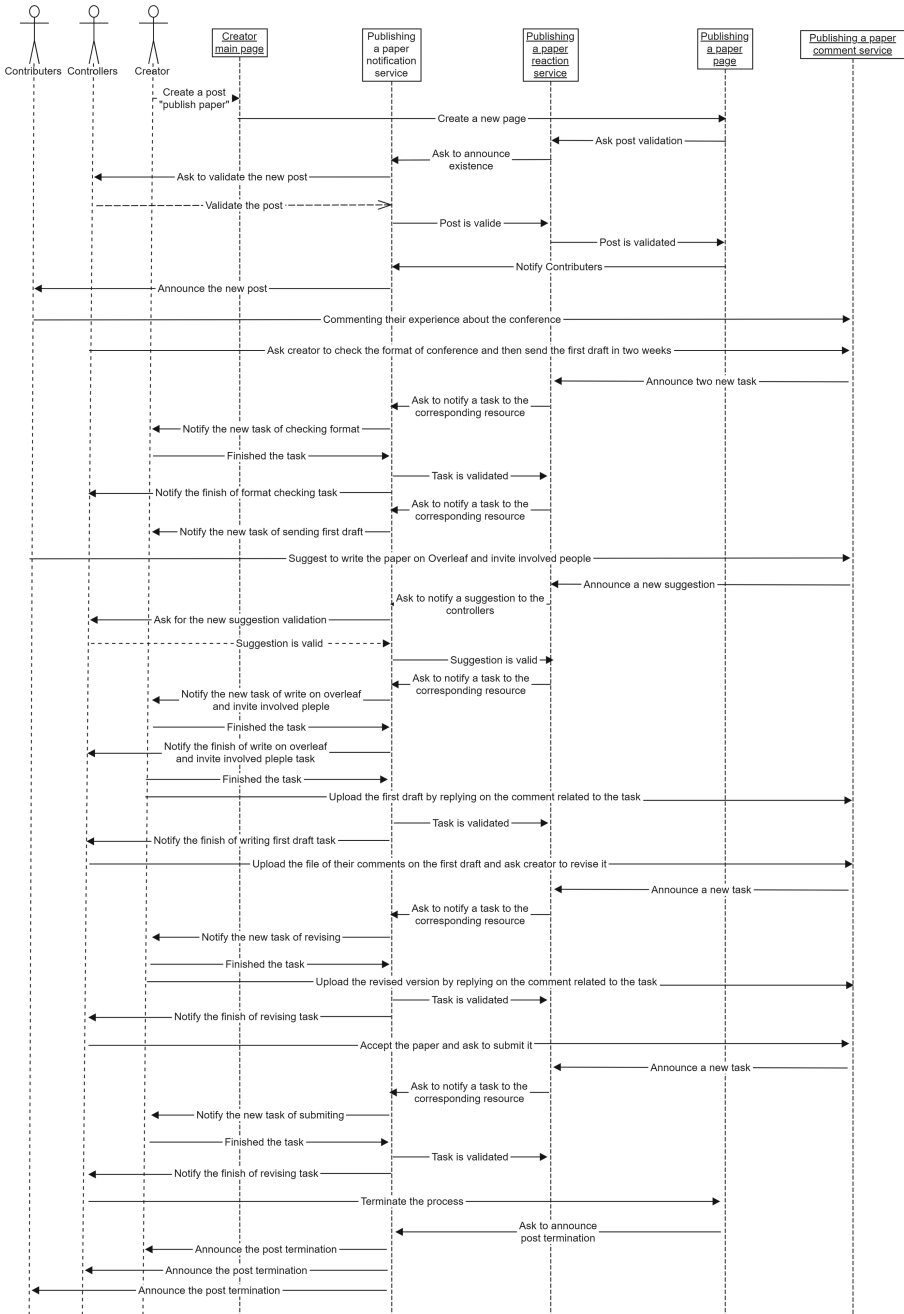 Contributers
Controllers
Creator
Creator
main page
Publishing
a paper
notification
service
Publishing
a paper
reaction
service
Publishing
a paper
page
Publishing a paper
comment service
Create a post
"publish paper"
Create a new page
Ask post validation
Ask to announce
existence
Ask to validate the new post
Validate the post
Post is valide
Post is validated
Notify Contributers
Announce the new post
Commenting their experience about the conference
Ask creator to check the format of conference and then send the first draft in two weeks
Announce two new task
Ask to notify a task to the
corresponding resource
Notify the new task of checking format
Finished the task
Task is validated
Notify the finish of format checking task
Ask to notify a task to the
corresponding resource
Notify the new task of sending first draft
Suggest to write the paper on Overleaf and invite involved people
Announce a new suggestion
Ask to notify a suggestion to the
controllers
Ask for the new suggestion validation
Suggestion is valid
Suggestion is valid
Ask to notify a task to the
corresponding resource
Notify the new task of write on overleaf
and invite involved pleple
Finished the task
Notify the finish of write on overleaf
and invite involved pleple task
Finished the task
Upload the first draft by replying on the comment related to the task
Task is validated
Notify the finish of writing first draft task
Upload the file of their comments on the first draft and ask creator to revise it
Announce a new task
Ask to notify a task to the
corresponding resource
Notify the new task of revising
Finished the task
Upload the revised version by replying on the comment related to the task
Task is validated
Notify the finish of revising task
Accept the paper and ask to submit it
Announce a new task
Ask to notify a task to the
corresponding resource
Notify the new task of submiting
Finished the task
Task is validated
Notify the finish of revising task
Terminate the process
Ask to announce
post termination
Announce the post termination
Announce the post termination
Announce the post termination